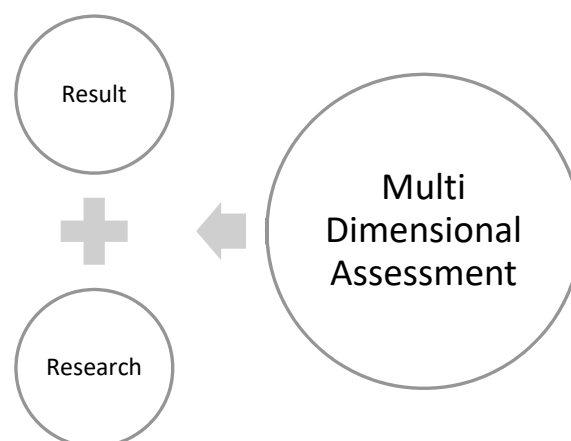 Result
Research
Multi
Dimensional
Assessment